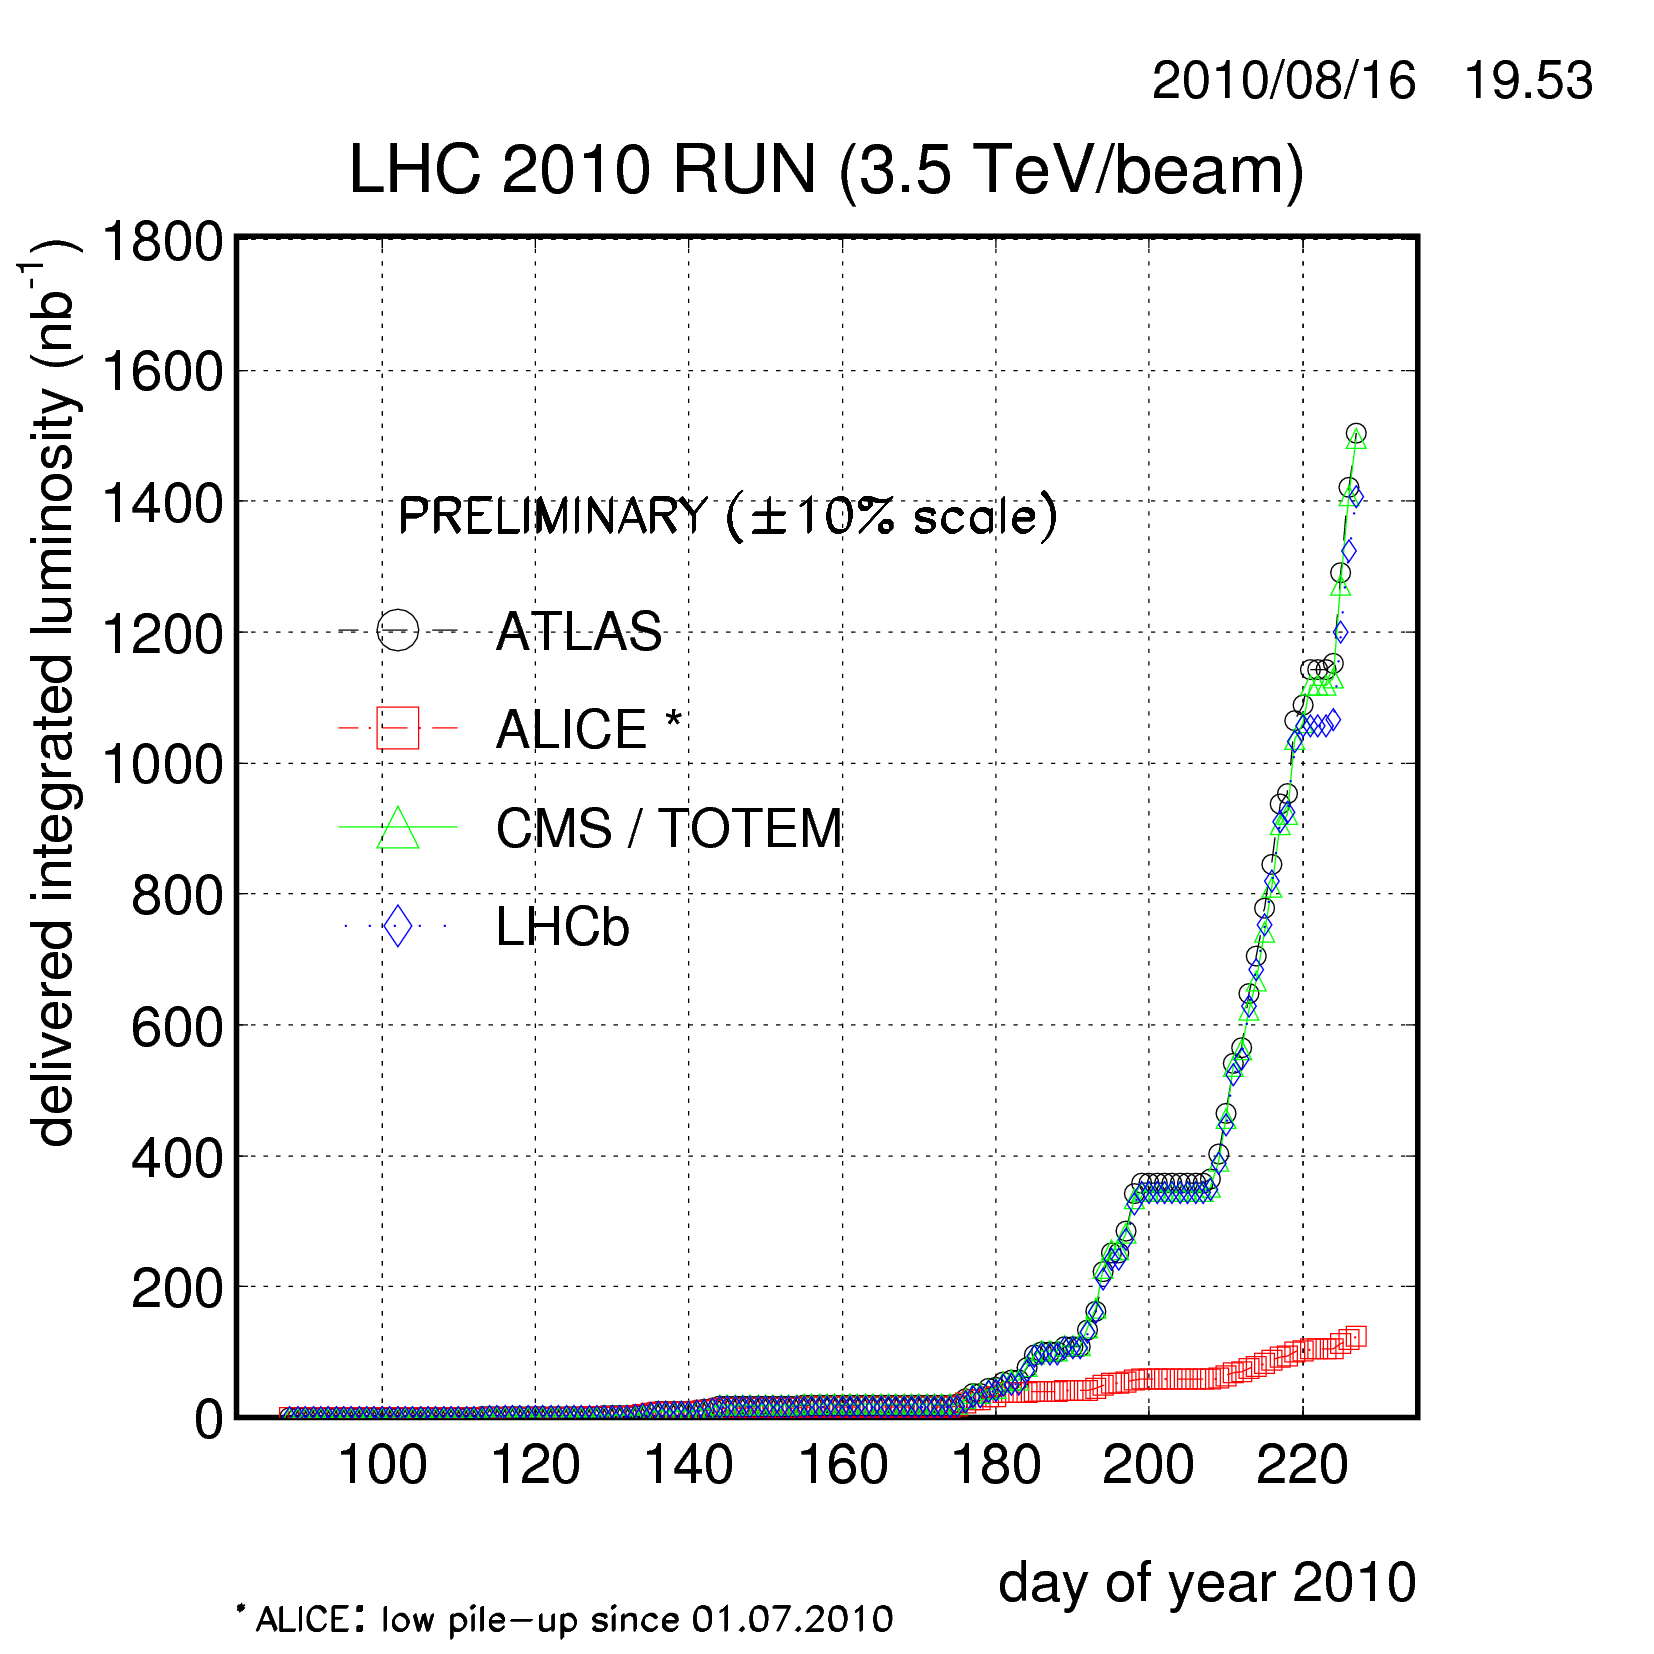 2010/08/16 19.53
LHC 2010 RUN (3.5 TeV/beam)
delivered integrated luminosity (nb⁻¹)
1800
1600
1400
1200
1000
800
600
400
200
0
PRELIMINARY (±10% scale)
ATLAS
ALICE *
CMS / TOTEM
LHCb
100 120 140 160 180 200 220
day of year 2010
* ALICE: low pile-up since 01.07.2010